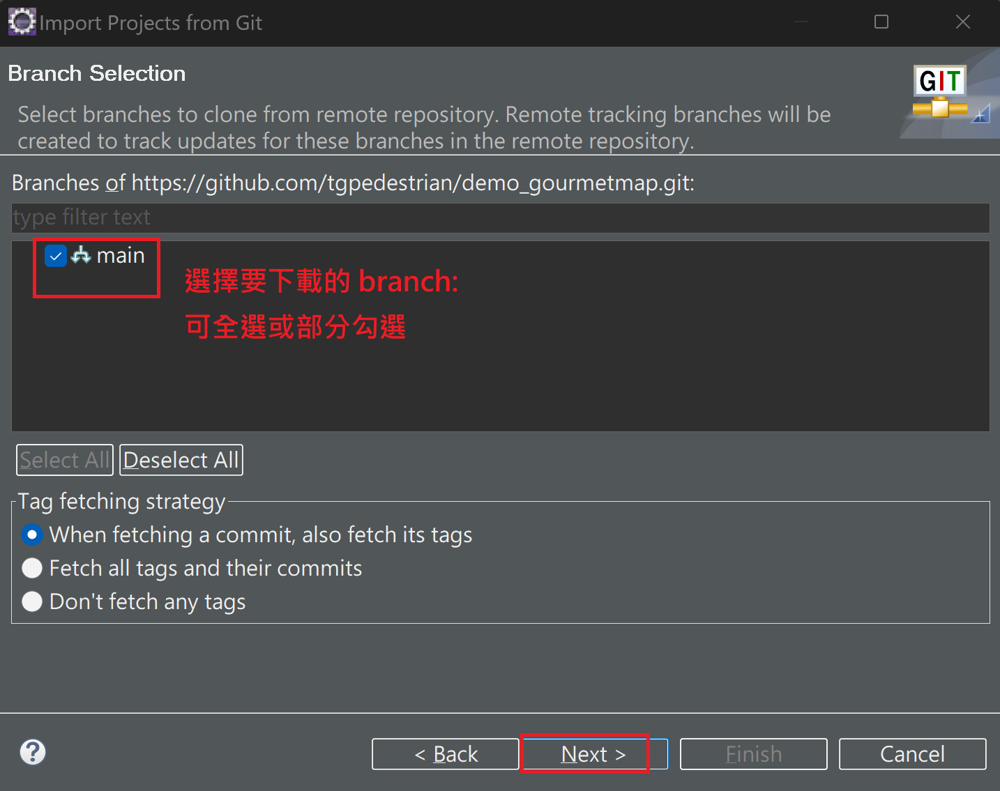 Import Projects from Git
Branch Selection
GIT
Select branches to clone from remote repository. Remote tracking branches will be
created to track updates for these branches in the remote repository.
Branches of https://github.com/tgpedestrian/demo_gourmetmap.git:
type filter text
main
選擇要下載的 branch:
可全選或部分勾選
Select All
Deselect All
Tag fetching strategy
When fetching a commit, also fetch its tags
Fetch all tags and their commits
Don't fetch any tags
?
< Back
Next >
Finish
Cancel